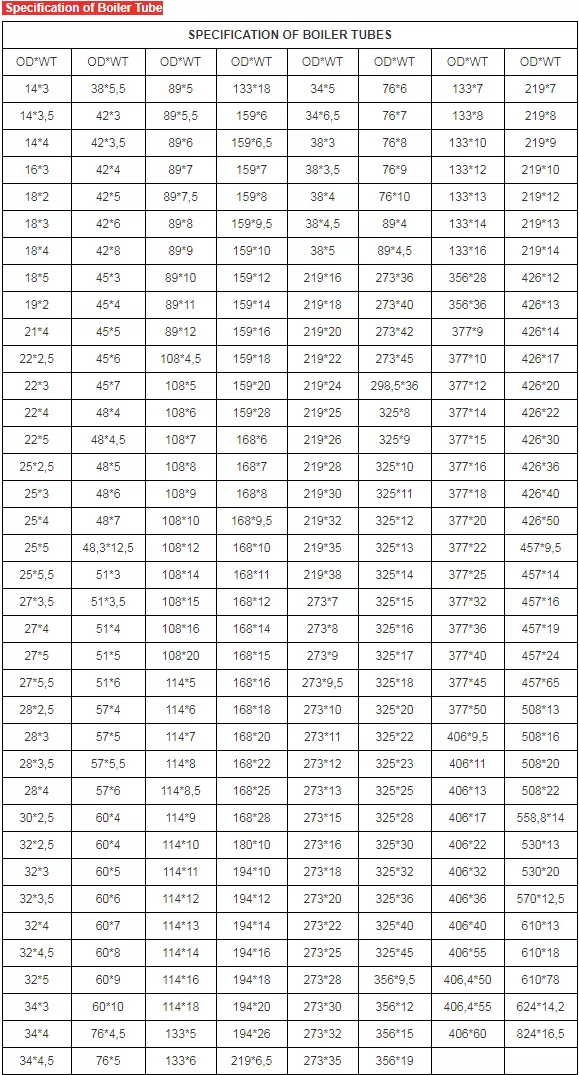 Specification of Boiler Tube
SPECIFICATION OF BOILER TUBES
OD*WT OD*WT OD*WT OD*WT OD*WT OD*WT OD*WT OD*WT
14*3 38*5,5 89*5 133*18 34*5 76*6 133*7 219*7
14*3,5 42*3 89*5,5 159*6 34*6,5 76*7 133*8 219*8
14*4 42*3,5 89*6 159*6,5 38*3 76*8 133*10 219*9
16*3 42*4 89*7 159*7 38*3,5 76*9 133*12 219*10
18*2 42*5 89*7,5 159*8 38*4 76*10 133*13 219*12
18*3 42*6 89*8 159*9,5 38*4,5 89*4 133*14 219*13
18*4 42*8 89*9 159*10 38*5 89*4,5 133*16 219*14
18*5 45*3 89*10 159*12 219*16 273*36 356*28 426*12
19*2 45*4 89*11 159*14 219*18 273*40 356*36 426*13
21*4 45*5 89*12 159*16 219*20 273*42 377*9 426*14
22*2,5 45*6 108*4,5 159*18 219*22 273*45 377*10 426*17
22*3 45*7 108*5 159*20 219*24 298,5*36 377*12 426*20
22*4 48*4 108*6 159*28 219*25 325*8 377*14 426*22
22*5 48*4,5 108*7 168*6 219*26 325*9 377*15 426*30
25*2,5 48*5 108*8 168*7 219*28 325*10 377*16 426*36
25*3 48*6 108*9 168*8 219*30 325*11 377*18 426*40
25*4 48*7 108*10 168*9,5 219*32 325*12 377*20 426*50
25*5 48,3*12,5 108*12 168*10 219*35 325*13 377*22 457*9,5
25*5,5 51*3 108*14 168*11 219*38 325*14 377*25 457*14
27*3,5 51*3,5 108*15 168*12 273*7 325*15 377*32 457*16
27*4 51*4 108*16 168*14 273*8 325*16 377*36 457*19
27*5 51*5 108*20 168*15 273*9 325*17 377*40 457*24
27*5,5 51*6 114*5 168*16 273*9,5 325*18 377*45 457*65
28*2,5 57*4 114*6 168*18 273*10 325*20 377*50 508*13
28*3 57*5 114*7 168*20 273*11 325*22 406*9,5 508*16
28*3,5 57*5,5 114*8 168*22 273*12 325*23 406*11 508*20
28*4 57*6 114*8,5 168*25 273*13 325*25 406*13 508*22
30*2,5 60*4 114*9 168*28 273*15 325*28 406*17 558,8*14
32*2,5 60*4 114*10 180*10 273*16 325*30 406*22 530*13
32*3 60*5 114*11 194*10 273*18 325*32 406*32 530*20
32*3,5 60*6 114*12 194*12 273*20 325*36 406*36 570*12,5
32*4 60*7 114*13 194*14 273*22 325*40 406*40 610*13
32*4,5 60*8 114*14 194*16 273*25 325*45 406*55 610*18
32*5 60*9 114*16 194*18 273*28 356*9,5 406,4*50 610*78
34*3 60*10 114*18 194*20 273*30 356*12 406,4*55 624*14,2
34*4 76*4,5 133*5 194*26 273*32 356*15 406*60 824*16,5
34*4,5 76*5 133*6 219*6,5 273*35 356*19